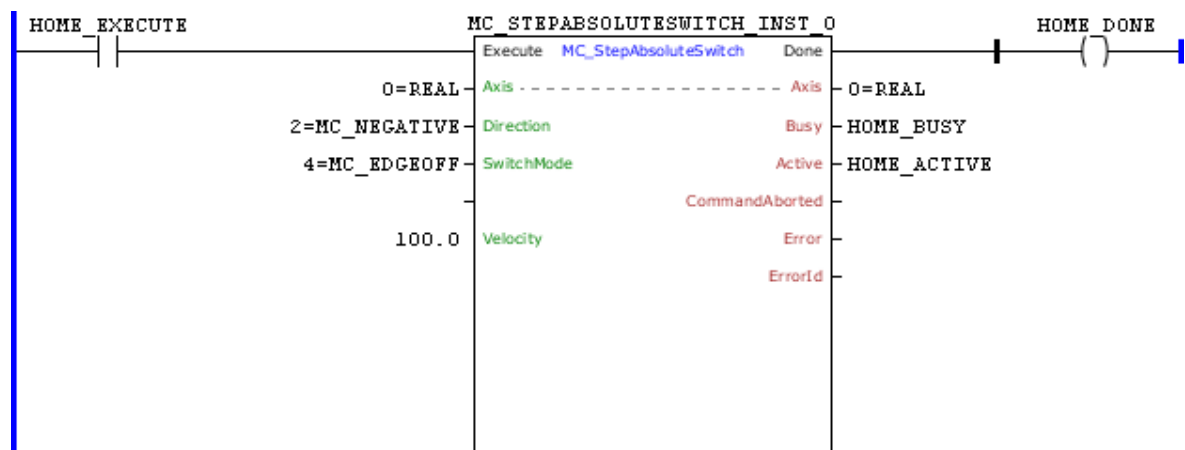 HOME_EXECUTE MC_STEPABSOLUTESWITCH_INST_0 HOME_DONE
Execute MC_StepAbsoluteSwitch Done
0=REAL Axis Axis 0=REAL
2=MC_NEGATIVE Direction Busy HOME_BUSY
4=MC_EDGEOFF SwitchMode Active HOME_ACTIVE
CommandAborted
100.0 Velocity Error
ErrorId